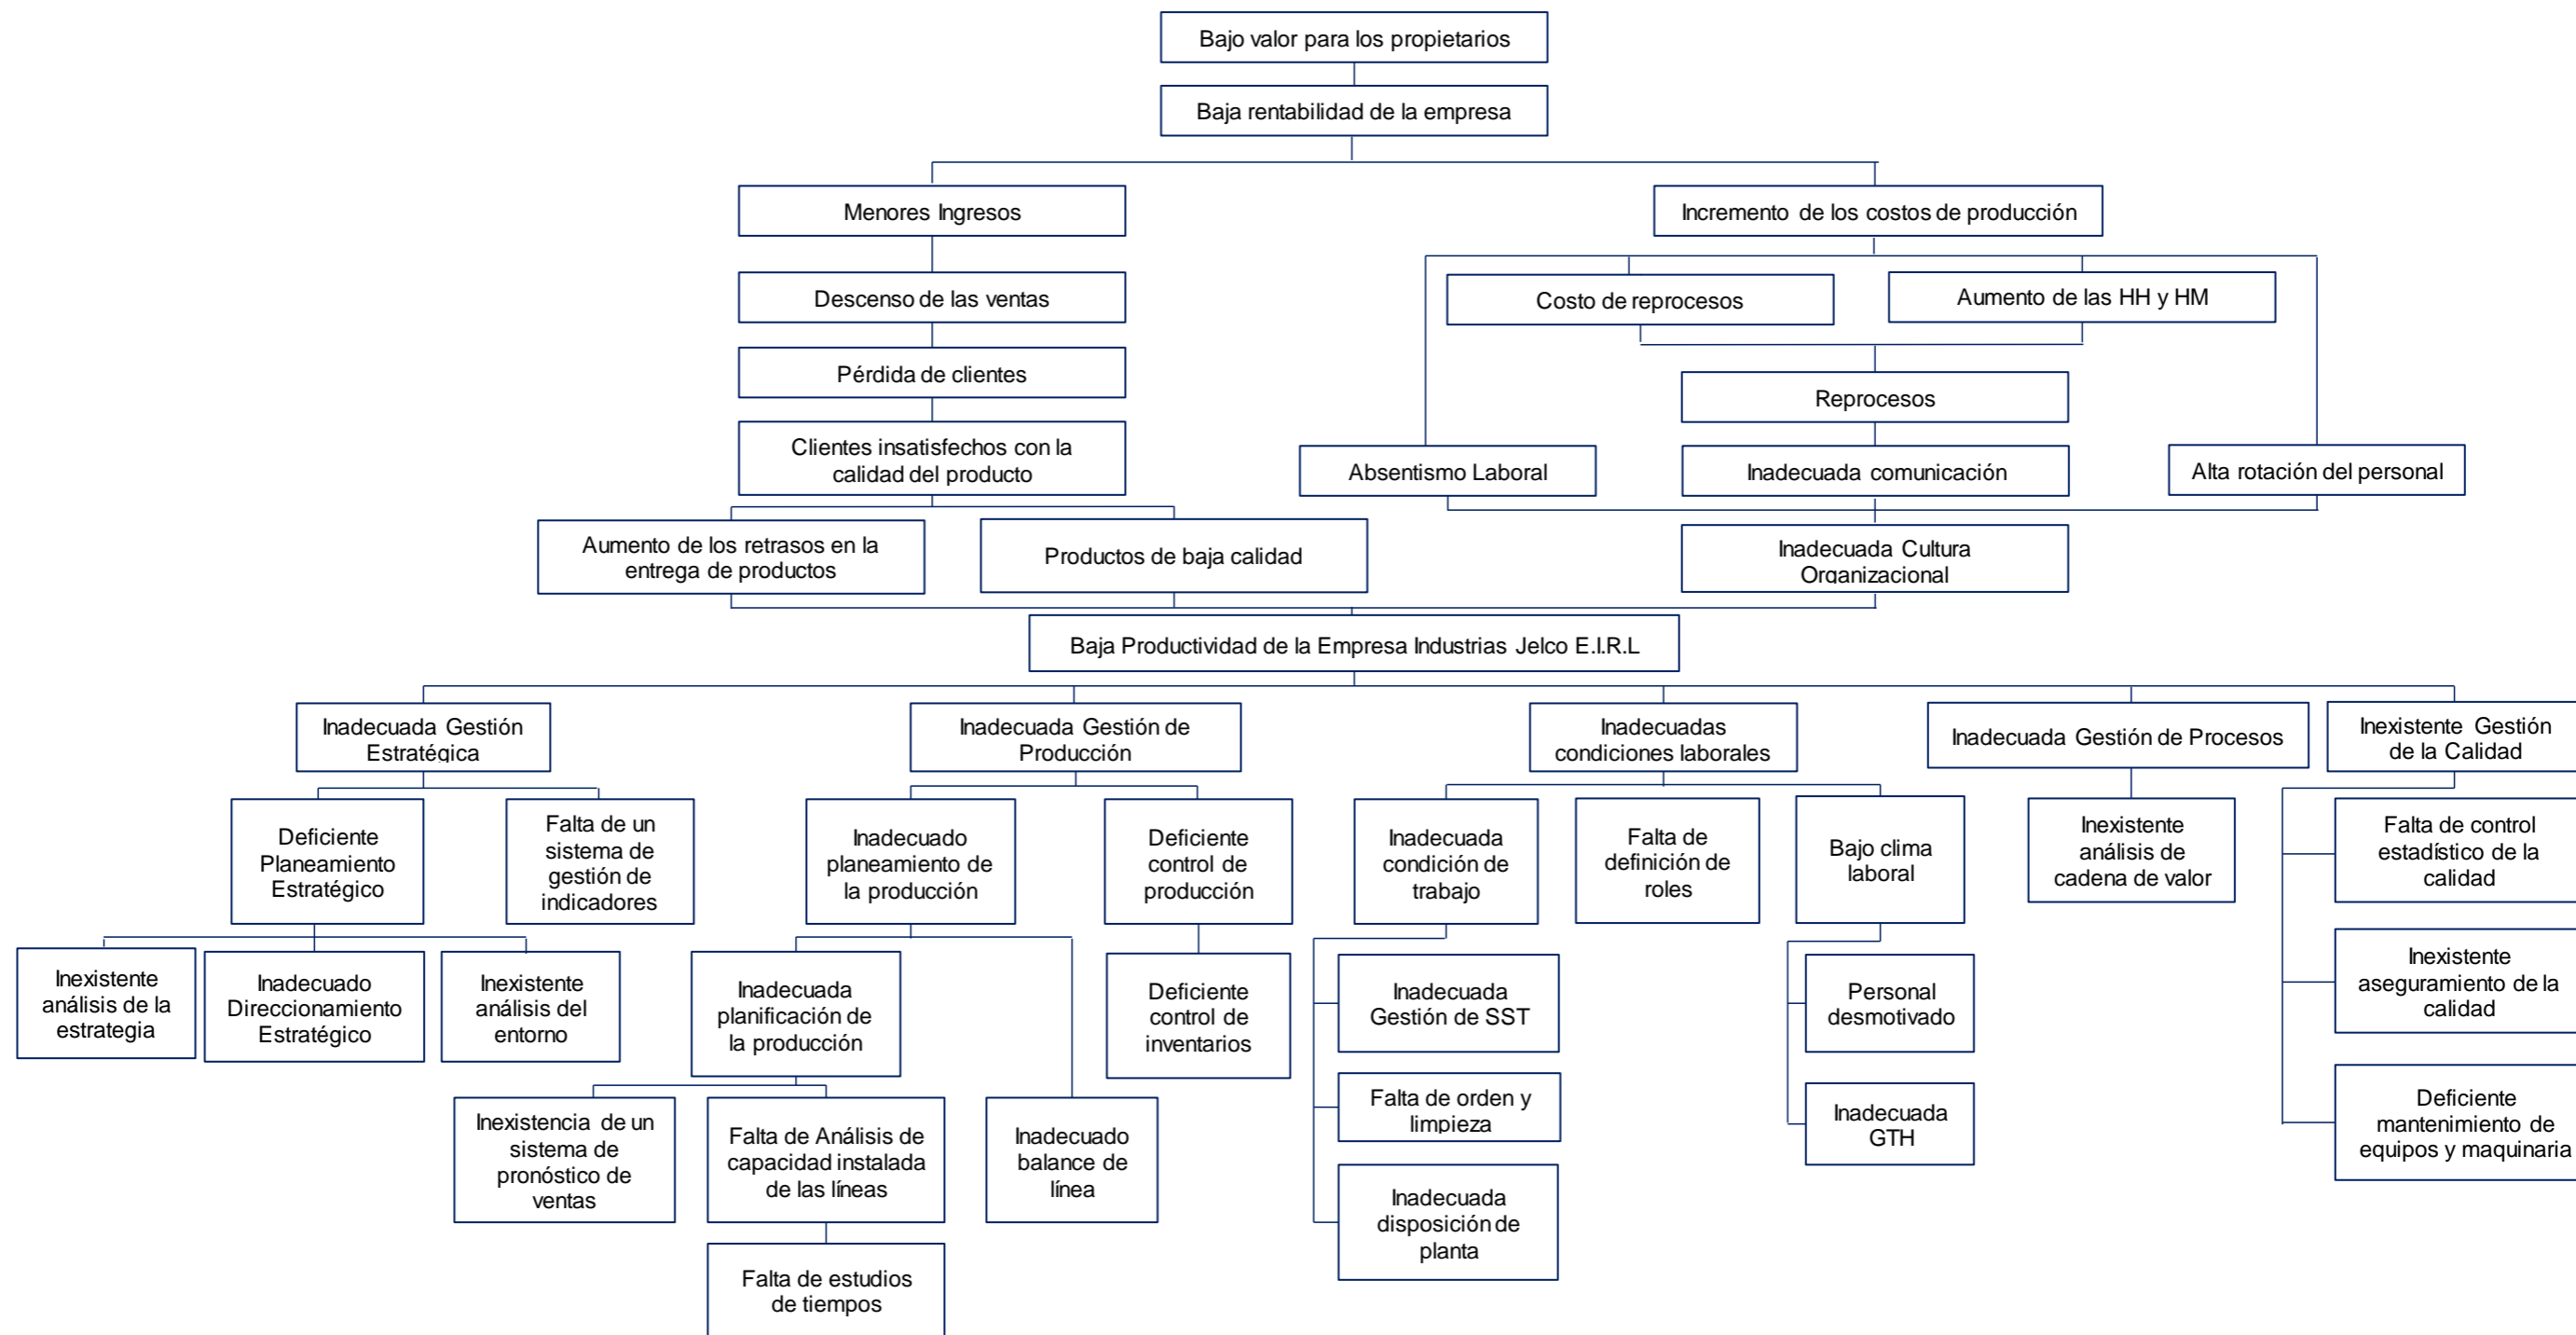 Bajo valor para los propietarios
Baja rentabilidad de la empresa
Menores Ingresos
Incremento de los costos de producción
Descenso de las ventas
Costo de reprocesos
Aumento de las HH y HM
Pérdida de clientes
Reprocesos
Clientes insatisfechos con la
calidad del producto
Absentismo Laboral
Inadecuada comunicación
Alta rotación del personal
Aumento de los retrasos en la
entrega de productos
Productos de baja calidad
Inadecuada Cultura
Organizacional
Baja Productividad de la Empresa Industrias Jelco E.I.R.L
Inadecuada Gestión
Estratégica
Inadecuada Gestión de
Producción
Inadecuadas
condiciones laborales
Inadecuada Gestión de Procesos
Inexistente Gestión
de la Calidad
Deficiente
Planeamiento
Estratégico
Falta de un
sistema de
gestión de
indicadores
Inadecuado
planeamiento de
la producción
Deficiente
control de
producción
Inadecuada
condición de
trabajo
Falta de
definición de
roles
Bajo clima
laboral
Inexistente
análisis de
cadena de valor
Falta de control
estadístico de la
calidad
Inexistente
análisis de la
estrategia
Inadecuado
Direccionamiento
Estratégico
Inexistente
análisis del
entorno
Inadecuada
planificación de
la producción
Deficiente
control de
inventarios
Inadecuada
Gestión de SST
Personal
desmotivado
Inexistente
aseguramiento de la
calidad
Inexistencia de un
sistema de
pronóstico de
ventas
Falta de Análisis de
capacidad instalada
de las líneas
Inadecuado
balance de
línea
Falta de orden y
limpieza
Inadecuada
GTH
Deficiente
mantenimiento de
equipos y maquinaria
Inadecuada
disposición de
planta
Falta de estudios
de tiempos